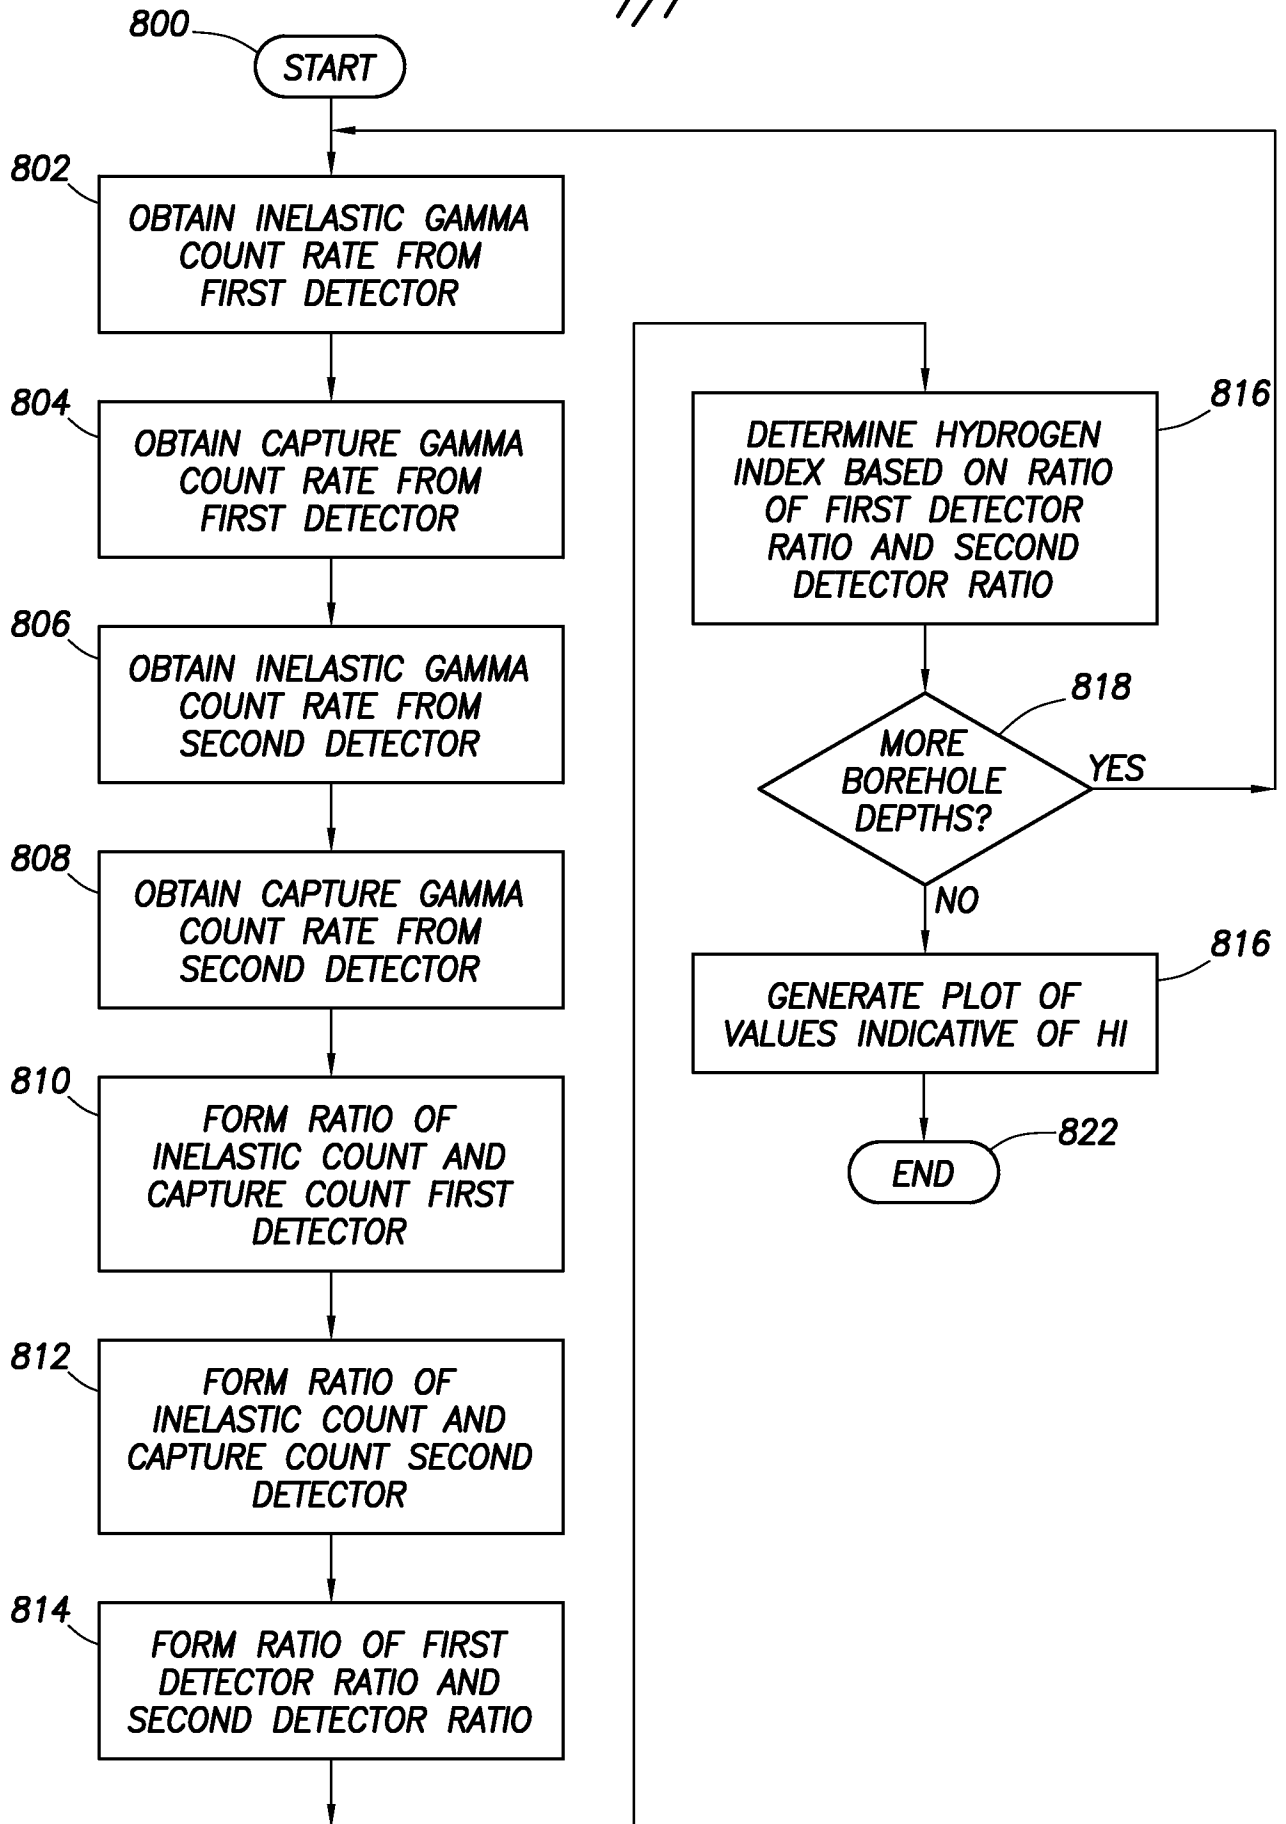 800
START
802
OBTAIN INELASTIC GAMMA
COUNT RATE FROM
FIRST DETECTOR
804
OBTAIN CAPTURE GAMMA
COUNT RATE FROM
FIRST DETECTOR
806
OBTAIN INELASTIC GAMMA
COUNT RATE FROM
SECOND DETECTOR
808
OBTAIN CAPTURE GAMMA
COUNT RATE FROM
SECOND DETECTOR
810
FORM RATIO OF
INELASTIC COUNT AND
CAPTURE COUNT FIRST
DETECTOR
812
FORM RATIO OF
INELASTIC COUNT AND
CAPTURE COUNT SECOND
DETECTOR
814
FORM RATIO OF FIRST
DETECTOR RATIO AND
SECOND DETECTOR RATIO
816
DETERMINE HYDROGEN
INDEX BASED ON RATIO
OF FIRST DETECTOR
RATIO AND SECOND
DETECTOR RATIO
818
MORE
BOREHOLE
DEPTHS?
YES
NO
816
GENERATE PLOT OF
VALUES INDICATIVE OF HI
822
END